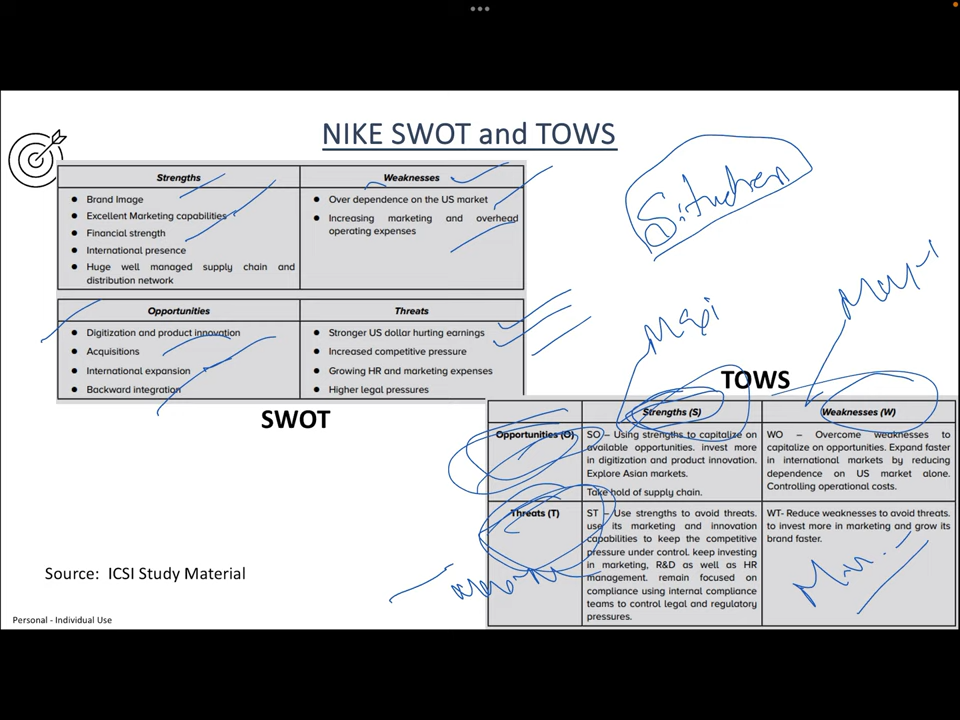 NIKE SWOT and TOWS
Strengths
Brand Image
Excellent Marketing capabilities
Financial strength
International presence
Huge well managed supply chain and
distribution network
Weaknesses
Over dependence on the US market
Increasing marketing and overhead
operating expenses
Opportunities
Digitization and product innovation
Acquisitions
International expansion
Backward integration
Threats
Stronger US dollar hurting earnings
Increased competitive pressure
Growing HR and marketing expenses
Higher legal pressures
SWOT
TOWS
Strengths (S)
Weaknesses (W)
Opportunities (O)
SO – Using strengths to capitalize on
available opportunities. invest more
in digitization and product innovation.
Explore Asian markets.
Take hold of supply chain.
WO – Overcome weaknesses to
capitalize on opportunities. Expand faster
in international markets by reducing
dependence on US market alone.
Controlling operational costs.
Threats (T)
ST – Use strengths to avoid threats.
use its marketing and innovation
capabilities to keep the competitive
pressure under control. keep investing
in marketing, R&D as well as HR
management. remain focused on
compliance using internal compliance
teams to control legal and regulatory
pressures.
WT- Reduce weaknesses to avoid threats.
to invest more in marketing and grow its
brand faster.
Source: ICSI Study Material
Personal - Individual Use